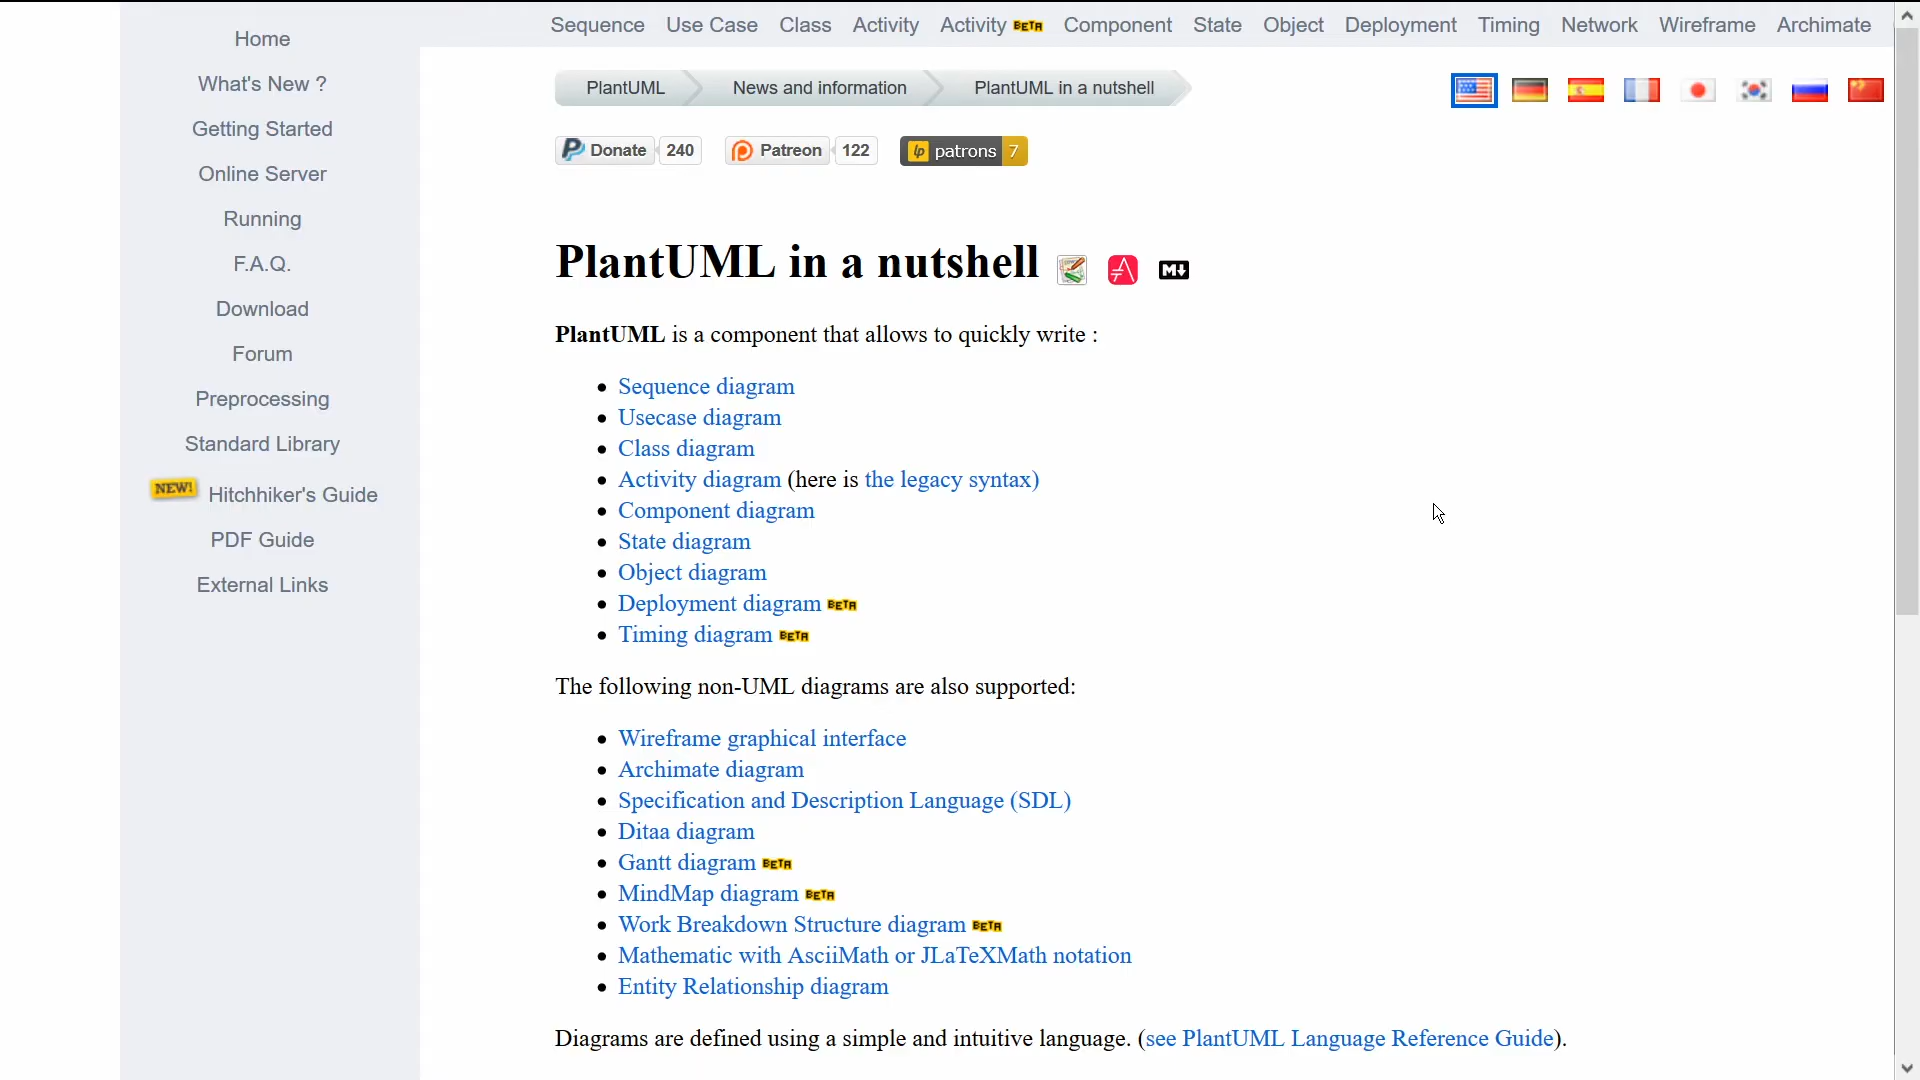 Sequence Use Case Class Activity Activity BETA Component State Object Deployment Timing Network Wireframe Archimate
Home
What's New ?
Getting Started
Online Server
Running
F.A.Q.
Download
Forum
Preprocessing
Standard Library
NEW! Hitchhiker's Guide
PDF Guide
External Links
PlantUML News and information PlantUML in a nutshell
Donate 240 Patreon 122 lp patrons 7
PlantUML in a nutshell M
PlantUML is a component that allows to quickly write :
Sequence diagram
Usecase diagram
Class diagram
Activity diagram (here is the legacy syntax)
Component diagram
State diagram
Object diagram
Deployment diagram BETA
Timing diagram BETA
The following non-UML diagrams are also supported:
Wireframe graphical interface
Archimate diagram
Specification and Description Language (SDL)
Ditaa diagram
Gantt diagram BETA
MindMap diagram BETA
Work Breakdown Structure diagram BETA
Mathematic with AsciiMath or JLaTeXMath notation
Entity Relationship diagram
Diagrams are defined using a simple and intuitive language. (see PlantUML Language Reference Guide).